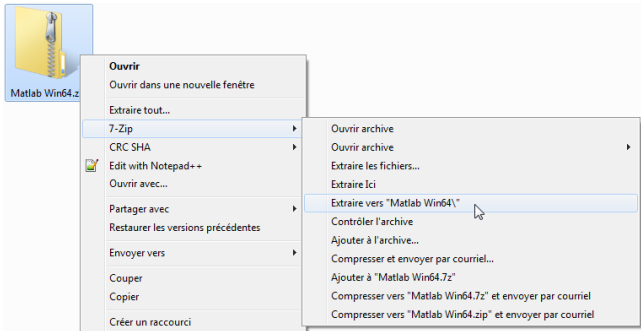 Matlab Win64.z
Ouvrir
Ouvrir dans une nouvelle fenêtre
Extraire tout...
7-Zip
CRC SHA
Edit with Notepad++
Ouvrir avec...
Partager avec
Restaurer les versions précédentes
Envoyer vers
Couper
Copier
Créer un raccourci
Ouvrir archive
Ouvrir archive
Extraire les fichiers...
Extraire Ici
Extraire vers "Matlab Win64\"
Contrôler l'archive
Ajouter à l'archive...
Compresser et envoyer par courriel...
Ajouter à "Matlab Win64.7z"
Compresser vers "Matlab Win64.7z" et envoyer par courriel
Compresser vers "Matlab Win64.zip" et envoyer par courriel